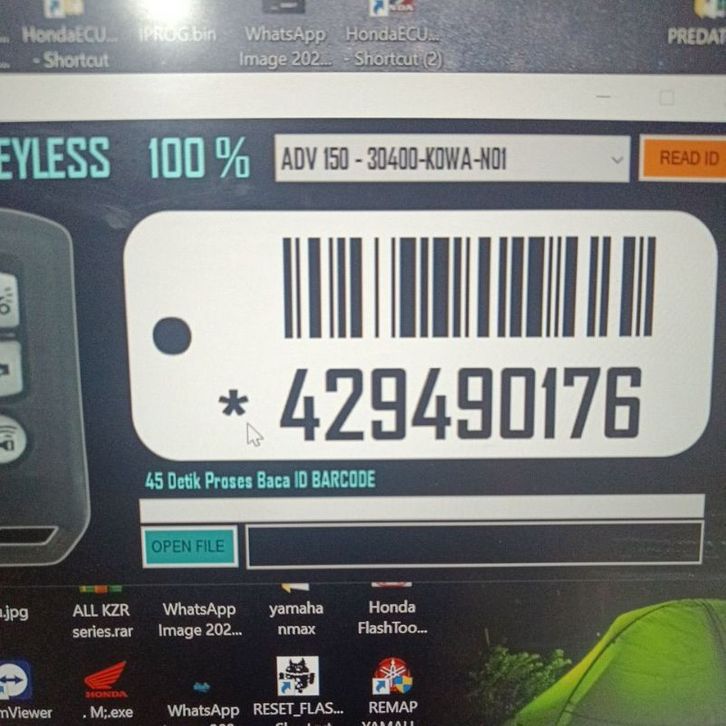 HondaECU...
- Shortcut
IPROG.bin
WhatsApp
Image 202...
HondaECU...
- Shortcut (2)
PREDAT
EYLESS
100 %
ADV 150 - 30400-K0WA-N01
READ ID
* 429490176
45 Detik Proses Baca ID BARCODE
OPEN FILE
.jpg
ALL KZR
series.rar
WhatsApp
Image 202...
yamaha
nmax
Honda
FlashToo...
mViewer
HONDA
. M;.exe
WhatsApp
RESET_FLAS...
REMAP